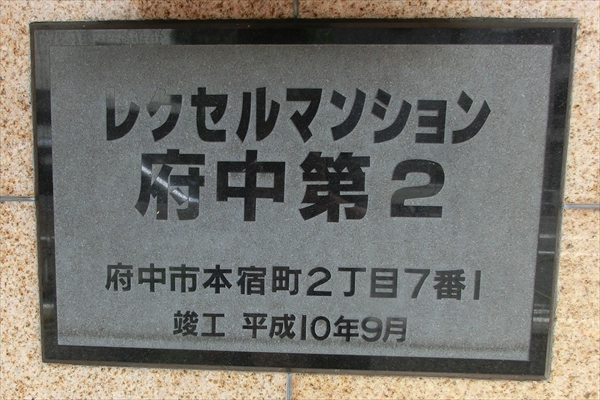 レクセルマンション
府中第2
府中市本宿町2丁目7番1
竣工 平成10年9月